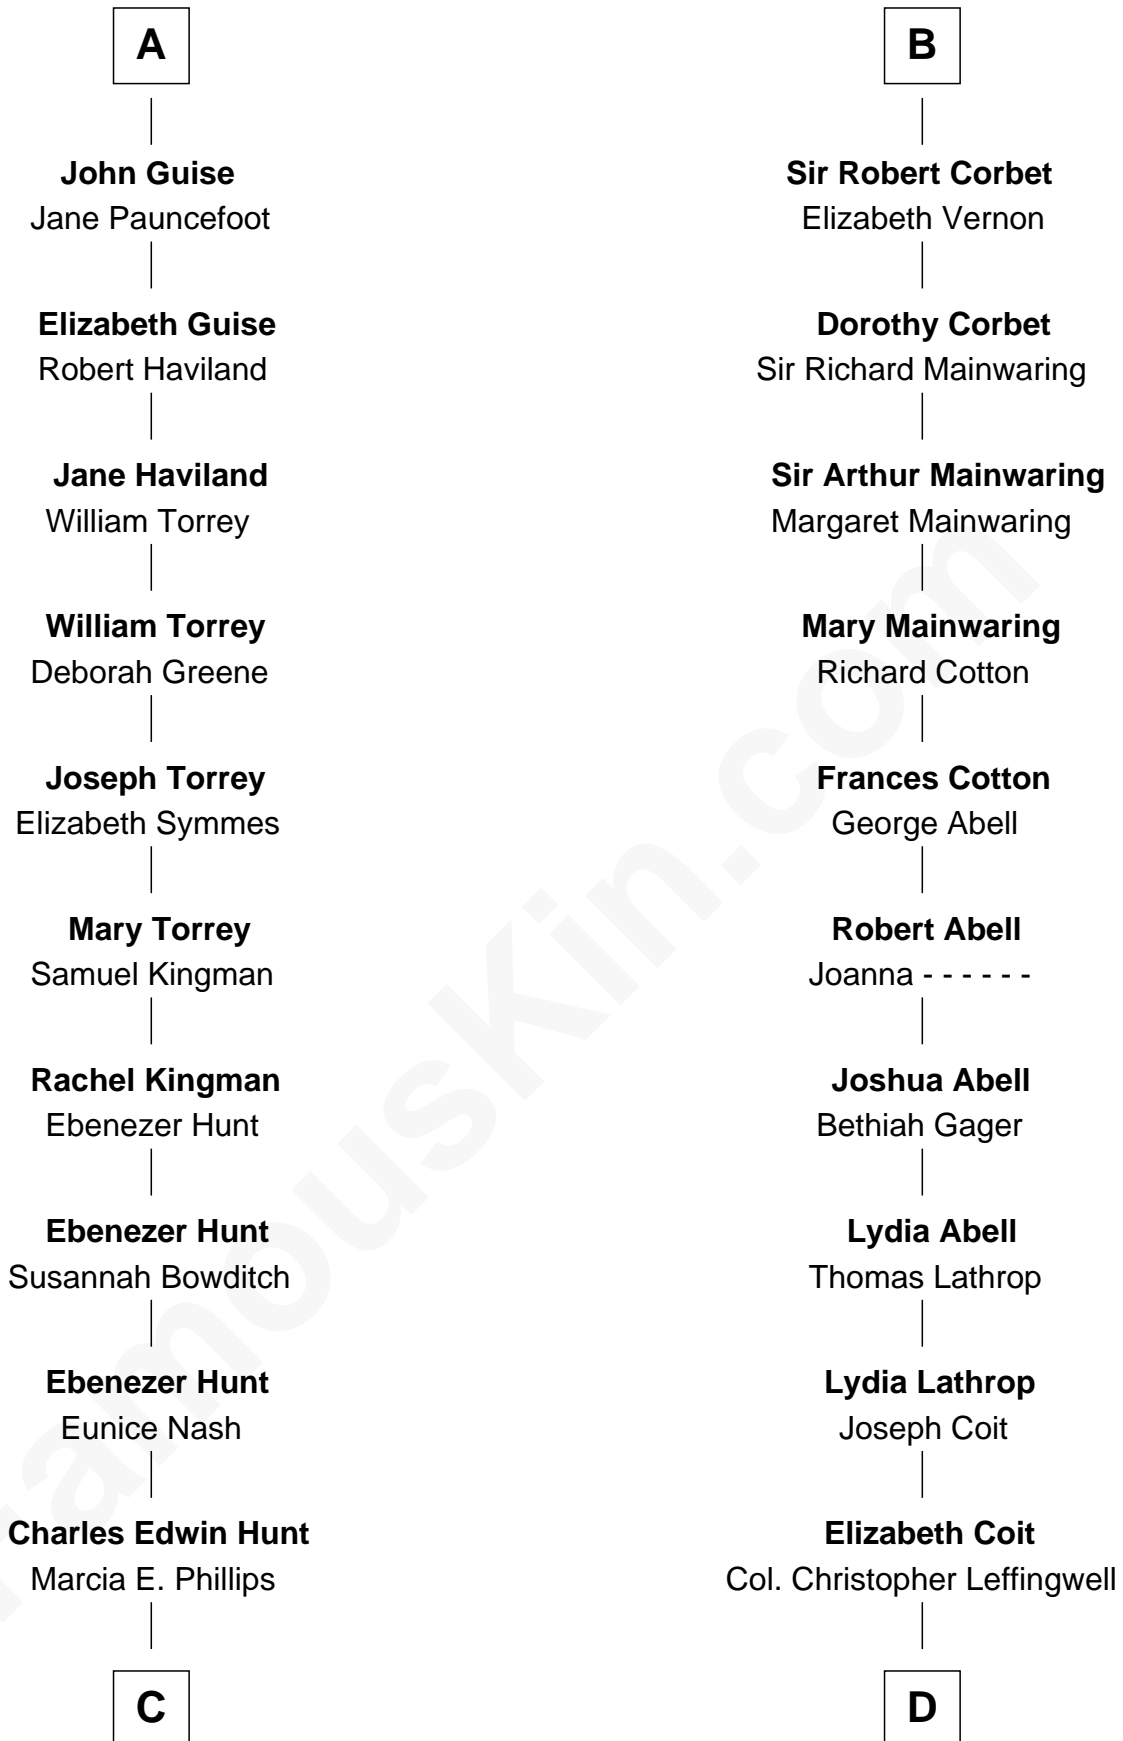 A
John Guise
Jane Pauncefoot
Elizabeth Guise
Robert Haviland
Jane Haviland
William Torrey
William Torrey
Deborah Greene
Joseph Torrey
Elizabeth Symmes
Mary Torrey
Samuel Kingman
Rachel Kingman
Ebenezer Hunt
Ebenezer Hunt
Susannah Bowditch
Ebenezer Hunt
Eunice Nash
Charles Edwin Hunt
Marcia E. Phillips
C
B
Sir Robert Corbet
Elizabeth Vernon
Dorothy Corbet
Sir Richard Mainwaring
Sir Arthur Mainwaring
Margaret Mainwaring
Mary Mainwaring
Richard Cotton
Frances Cotton
George Abell
Robert Abell
Joanna - - - - - -
Joshua Abell
Bethiah Gager
Lydia Abell
Thomas Lathrop
Lydia Lathrop
Joseph Coit
Elizabeth Coit
Col. Christopher Leffingwell
D
FamousKin.com